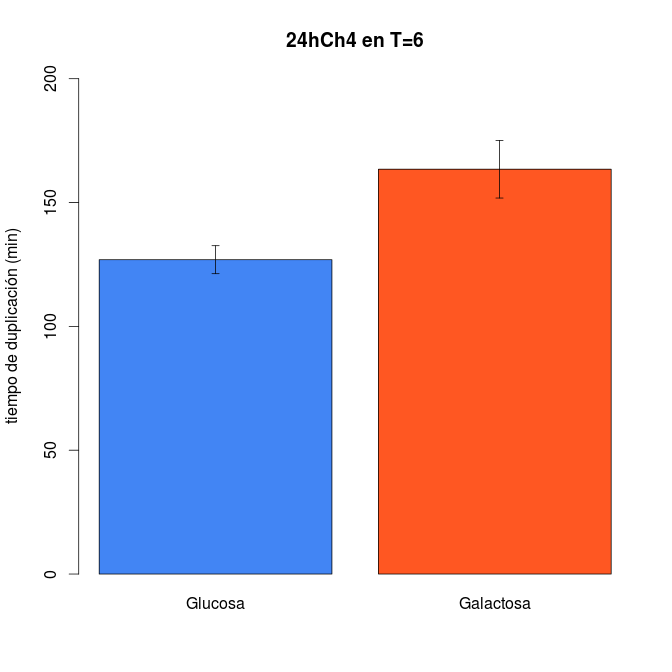 24hCh4 en T=6
tiempo de duplicación (min)
200
150
100
50
0
Glucosa
Galactosa